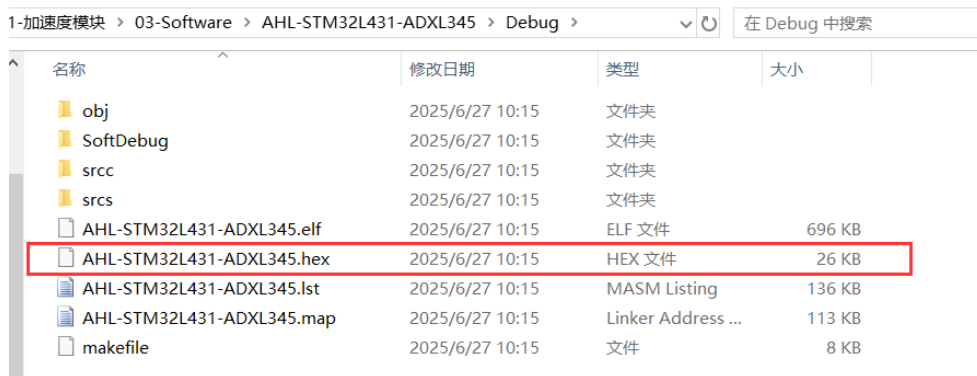 1-加速度模块 > 03-Software > AHL-STM32L431-ADXL345 > Debug > 在 Debug 中搜索
名称 修改日期 类型 大小
obj 2025/6/27 10:15 文件夹
SoftDebug 2025/6/27 10:15 文件夹
srcc 2025/6/27 10:15 文件夹
srcs 2025/6/27 10:15 文件夹
AHL-STM32L431-ADXL345.elf 2025/6/27 10:15 ELF 文件 696 KB
AHL-STM32L431-ADXL345.hex 2025/6/27 10:15 HEX 文件 26 KB
AHL-STM32L431-ADXL345.lst 2025/6/27 10:15 MASM Listing 136 KB
AHL-STM32L431-ADXL345.map 2025/6/27 10:15 Linker Address ... 113 KB
makefile 2025/6/27 10:15 文件 8 KB